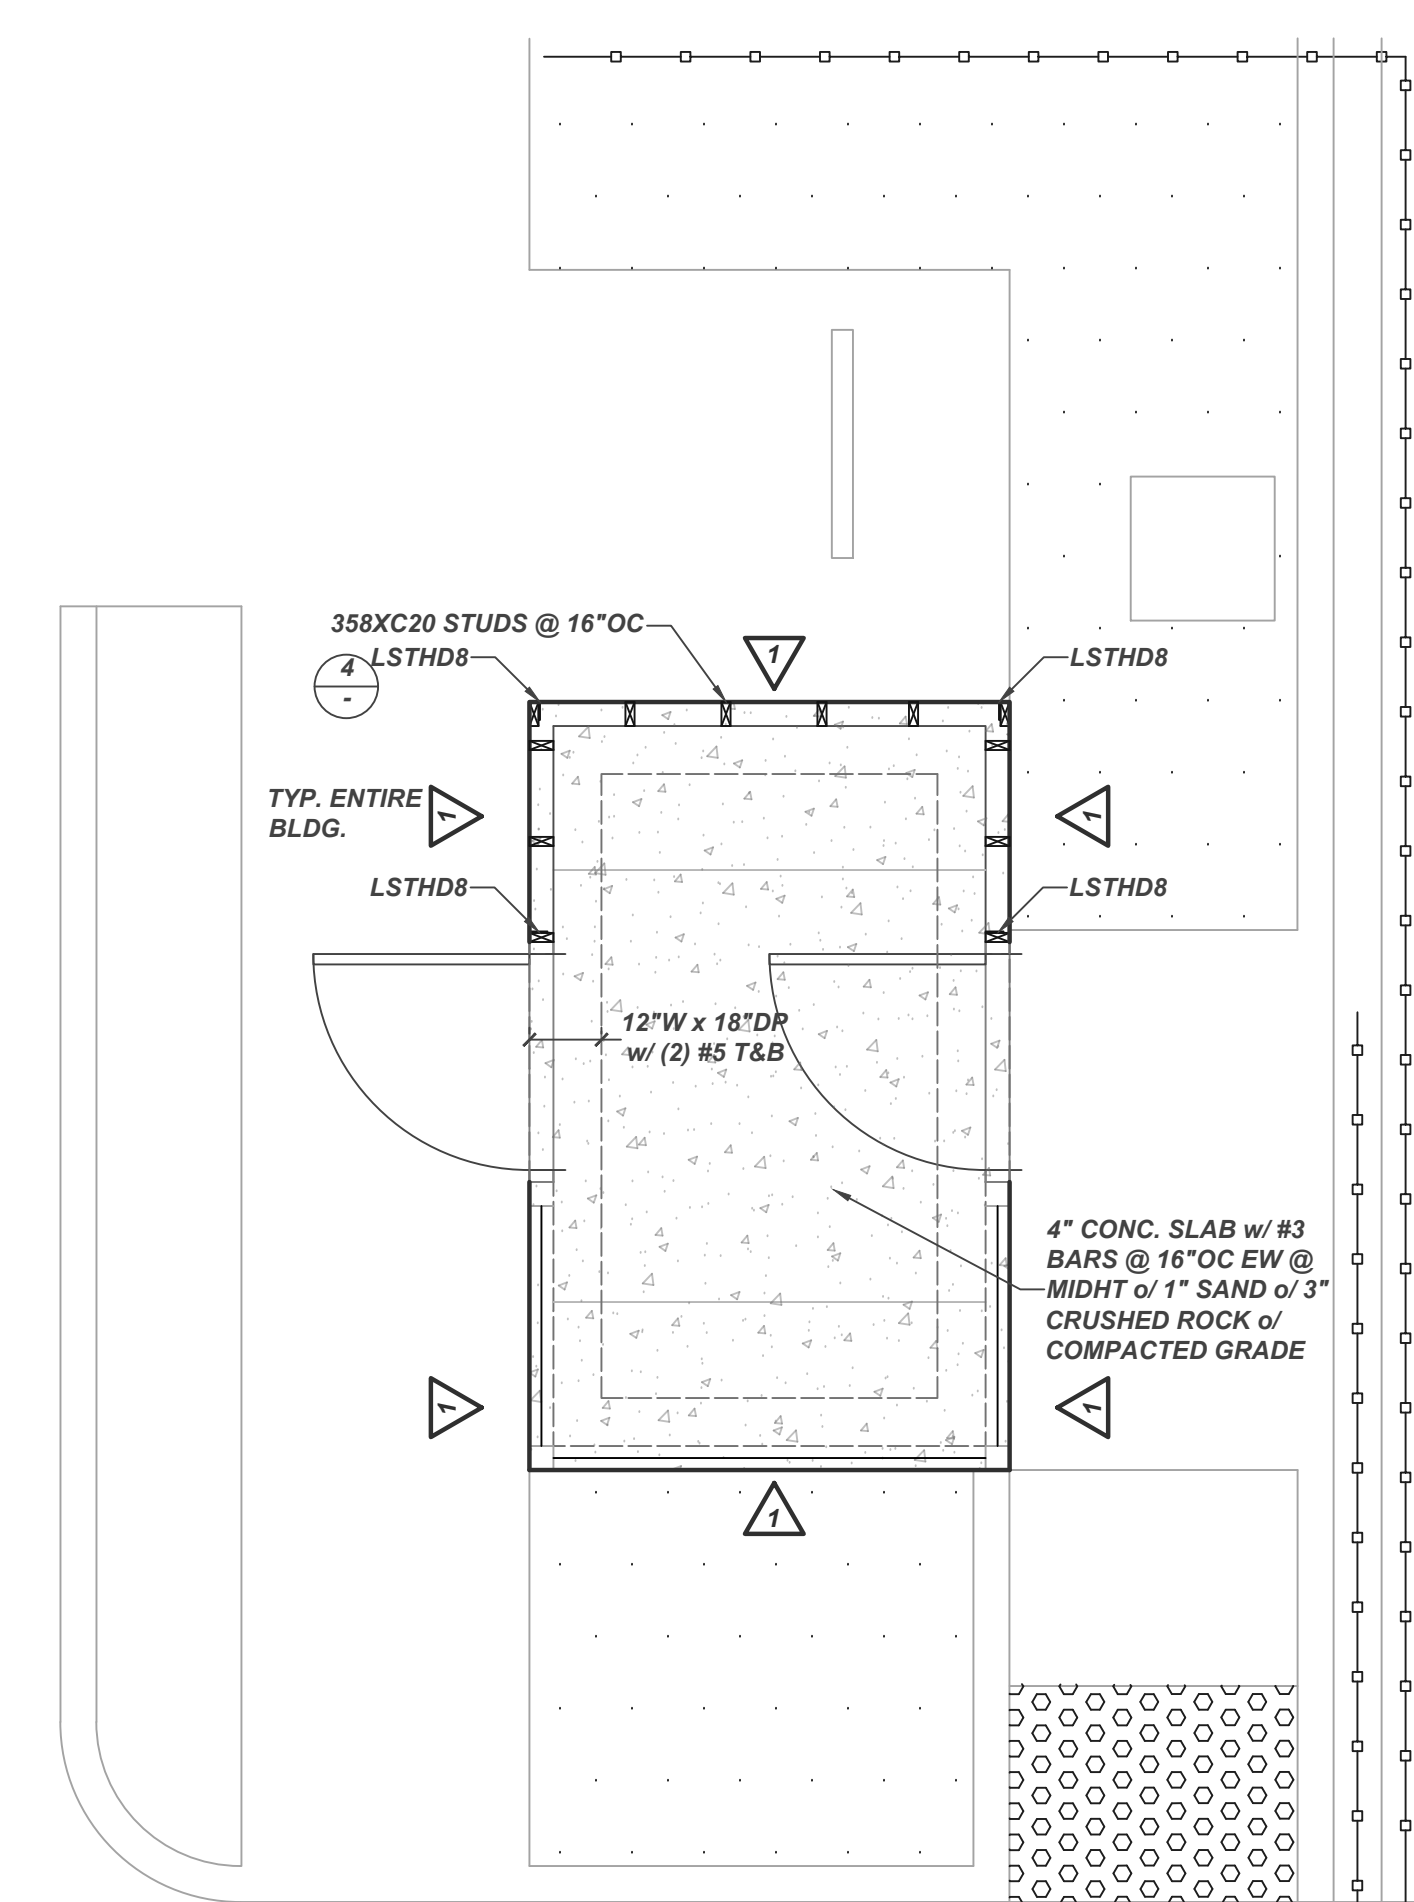 358XC20 STUDS @ 16"OC
4
-
LSTHD8
1
LSTHD8
TYP. ENTIRE
BLDG.
1
1
LSTHD8
LSTHD8
12"W x 18"DP
w/ (2) #5 T&B
4" CONC. SLAB w/ #3
BARS @ 16"OC EW @
MIDHT o/ 1" SAND o/ 3"
CRUSHED ROCK o/
COMPACTED GRADE
1
1
1